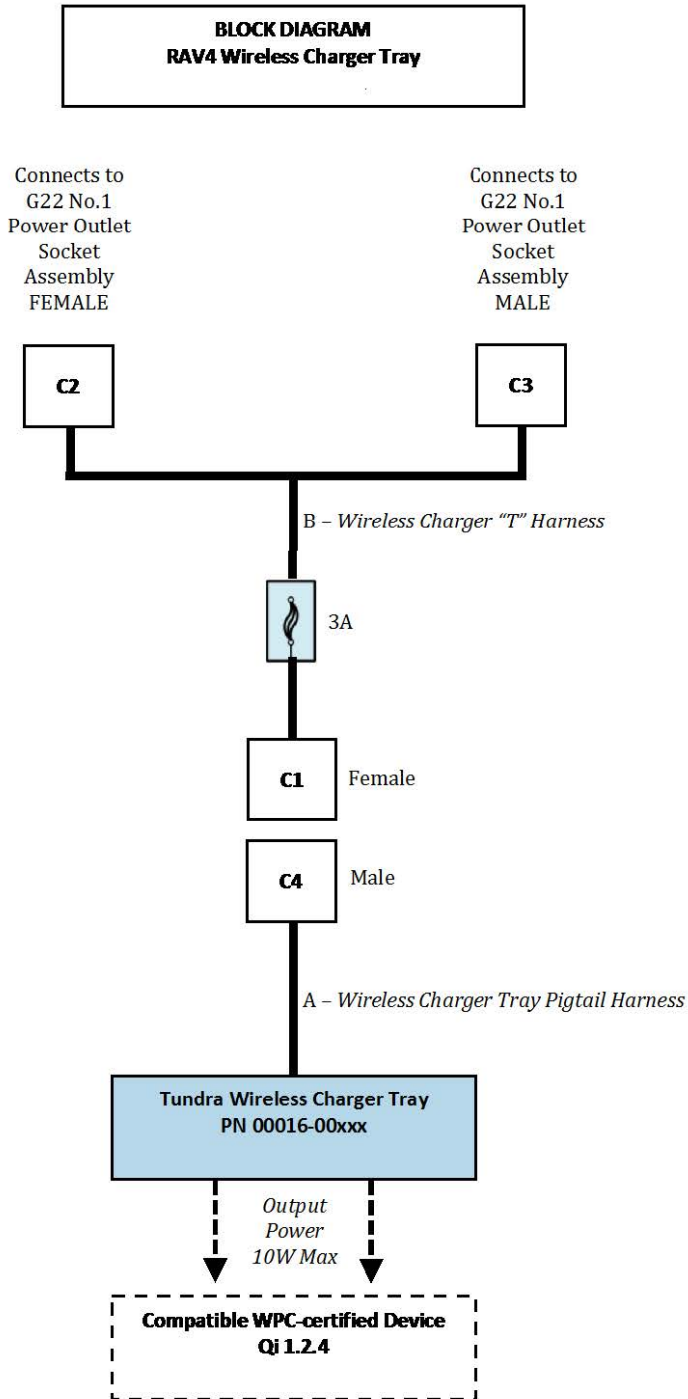 BLOCK DIAGRAM
RAV4 Wireless Charger Tray
Connects to
G22 No.1
Power Outlet
Socket
Assembly
FEMALE
Connects to
G22 No.1
Power Outlet
Socket
Assembly
MALE
C2
C3
B – Wireless Charger “T” Harness
3A
C1
Female
C4
Male
A – Wireless Charger Tray Pigtail Harness
Tundra Wireless Charger Tray
PN 00016-00xxx
Output
Power
10W Max
Compatible WPC-certified Device
Qi 1.2.4